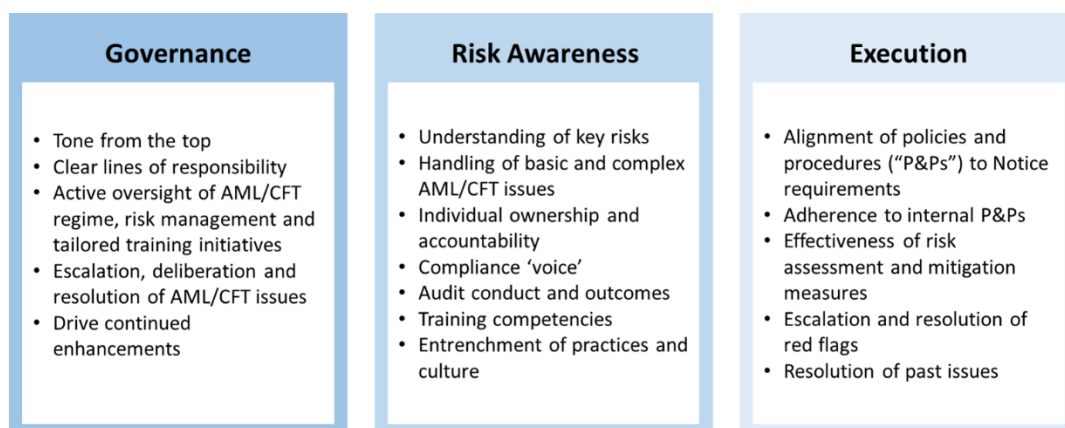 Governance
• Tone from the top
• Clear lines of responsibility
• Active oversight of AML/CFT
regime, risk management and
tailored training initiatives
• Escalation, deliberation and
resolution of AML/CFT issues
• Drive continued
enhancements
Risk Awareness
• Understanding of key risks
• Handling of basic and complex
AML/CFT issues
• Individual ownership and
accountability
• Compliance ‘voice’
• Audit conduct and outcomes
• Training competencies
• Entrenchment of practices and
culture
Execution
• Alignment of policies and
procedures (“P&Ps”) to Notice
requirements
• Adherence to internal P&Ps
• Effectiveness of risk
assessment and mitigation
measures
• Escalation and resolution of
red flags
• Resolution of past issues